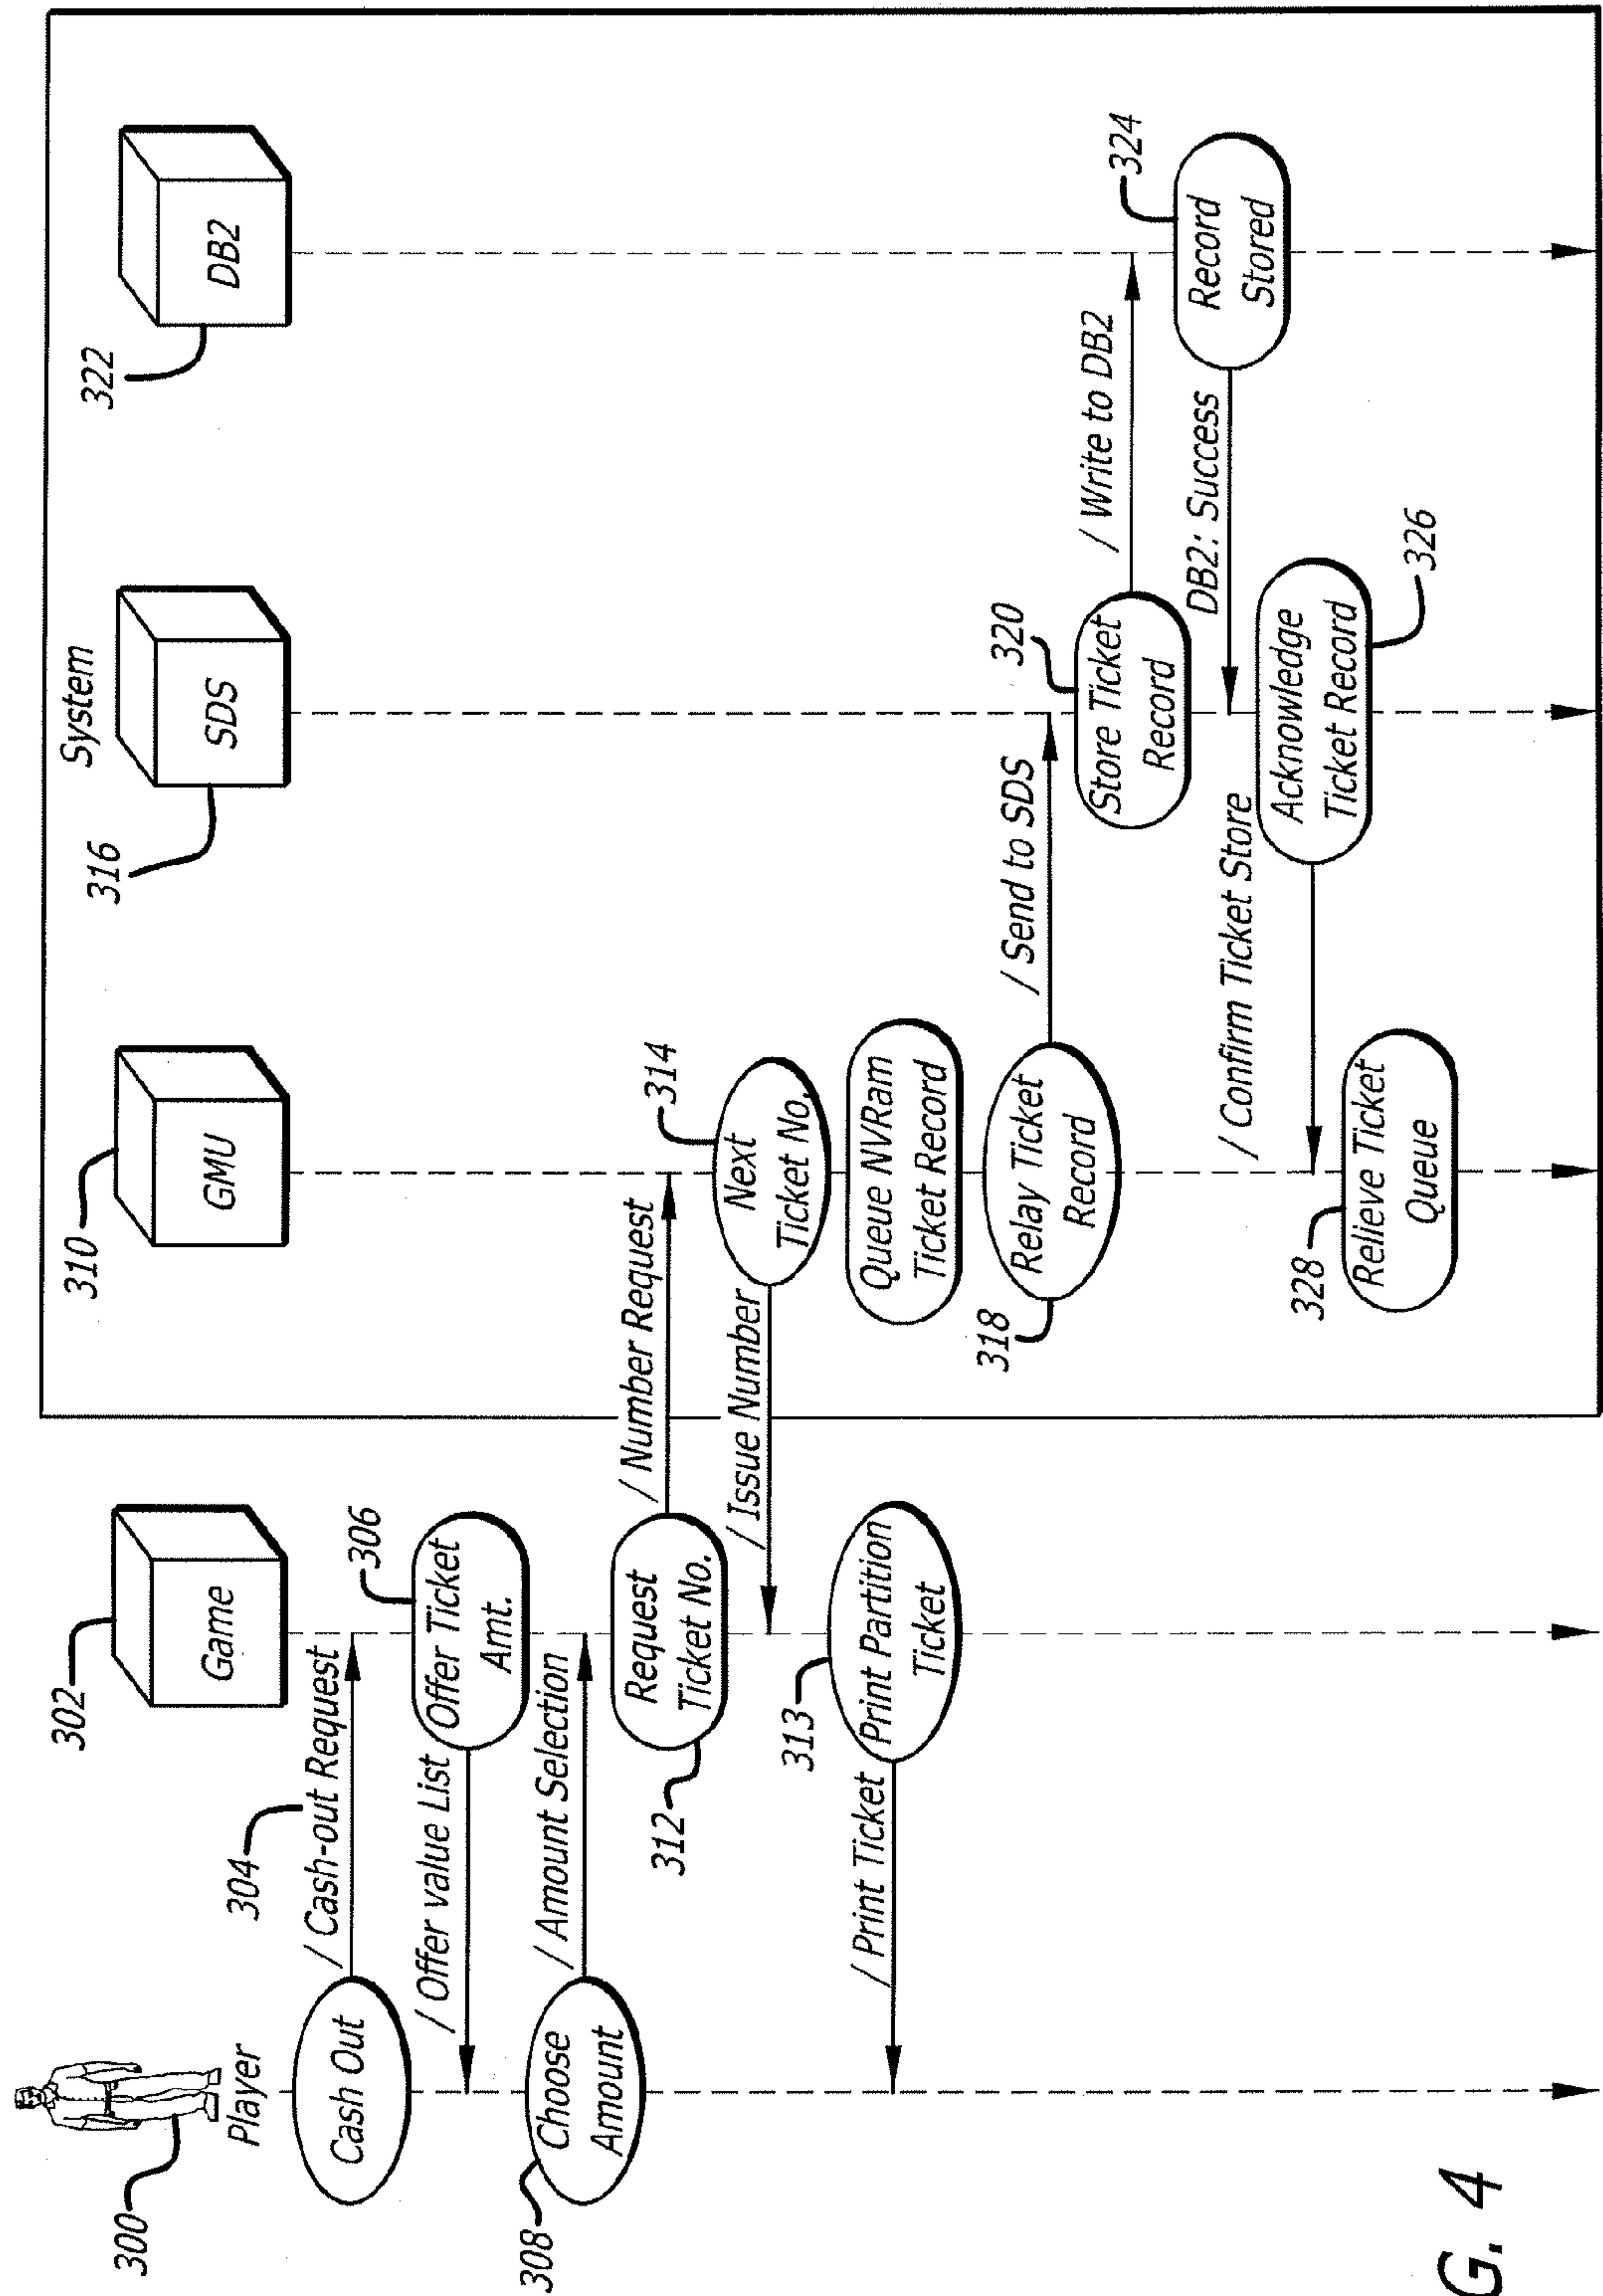 System
300
Player
302
Game
310
GMU
316
SDS
322
DB2
Cash Out
304
/ Cash-out Request
306
Offer Ticket
Amt.
/ Offer value List
308
Choose
Amount
/ Amount Selection
Request
Ticket No.
312
/ Number Request
314
Next
Ticket No.
/ Issue Number
Queue NVRam
Ticket Record
313
Print Partition
Ticket
/ Print Ticket
318
Relay Ticket
Record
/ Send to SDS
320
Store Ticket
Record
/ Write to DB2
324
Record
Stored
DB2: Success
326
Acknowledge
Ticket Record
/ Confirm Ticket Store
328
Relieve Ticket
Queue
G. 4